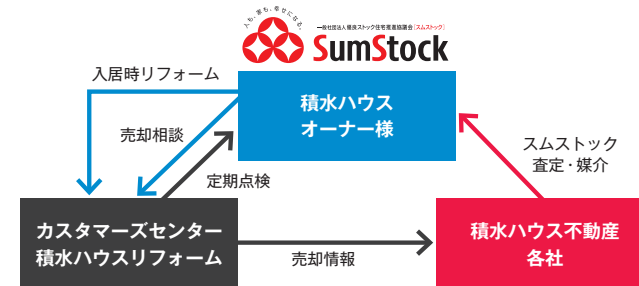 人も、家も、幸せになる。
一般社団法人優良ストック住宅推進協議会［スムストック］
SumStock
入居時リフォーム
積水ハウス
オーナー様
売却相談
スムストック
査定・媒介
定期点検
カスタマーズセンター
積水ハウスリフォーム
積水ハウス不動産
各社
売却情報